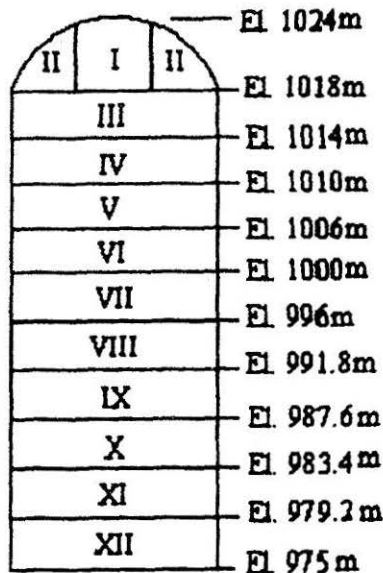 El. 1024m
II I II
El. 1018m
III
El. 1014m
IV
El. 1010m
V
El. 1006m
VI
El. 1000m
VII
El. 996m
VIII
El. 991.8m
IX
El. 987.6m
X
El. 983.4m
XI
El. 979.2m
XII
El. 975m